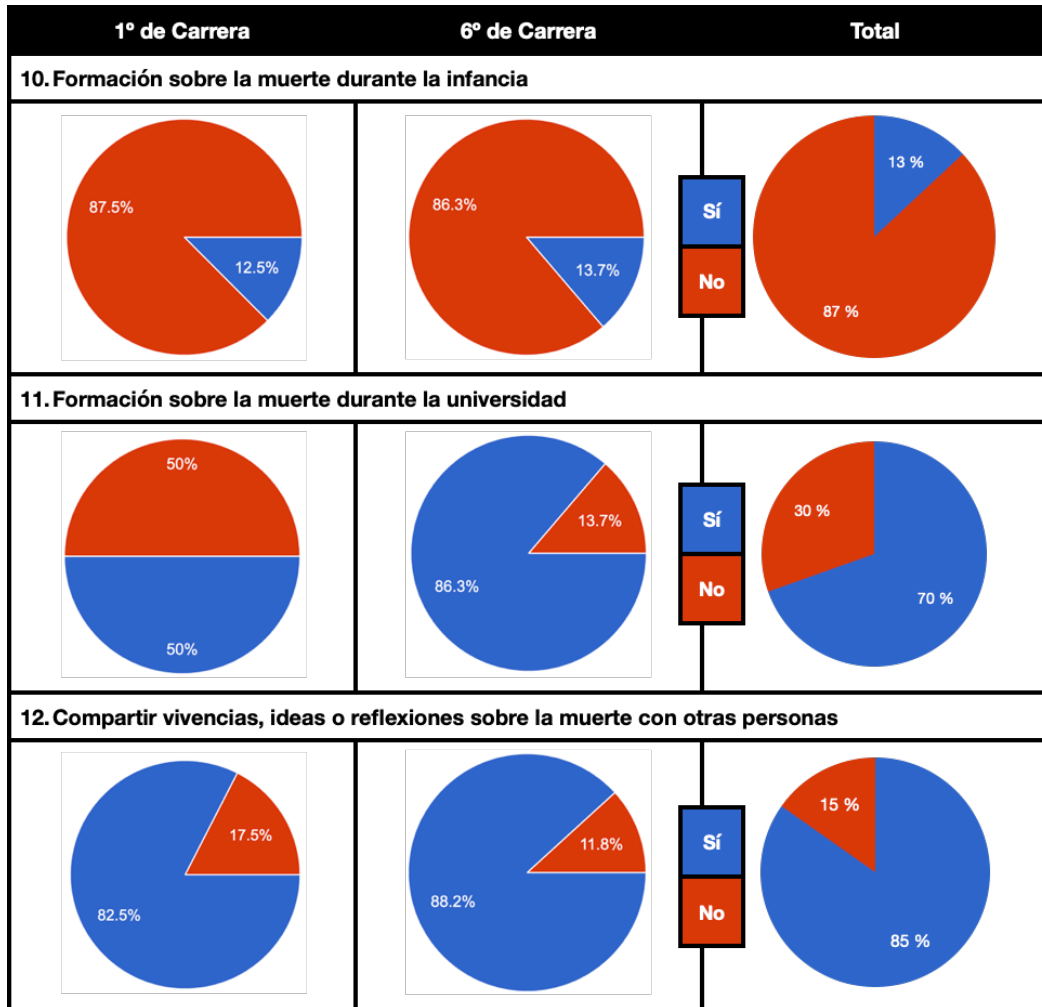 1º de Carrera 6º de Carrera Total
10. Formación sobre la muerte durante la infancia
87.5%
12.5%
86.3%
13.7%
Sí
No
13 %
87 %
11. Formación sobre la muerte durante la universidad
50%
50%
13.7%
86.3%
Sí
No
30 %
70 %
12. Compartir vivencias, ideas o reflexiones sobre la muerte con otras personas
17.5%
82.5%
11.8%
88.2%
Sí
No
15 %
85 %